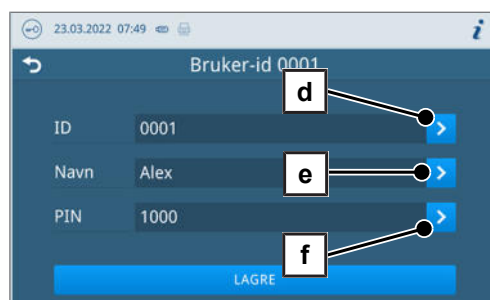 23.03.2022 07:49
Bruker-id 0001
d
ID 0001
Navn Alex
e
PIN 1000
f
LAGRE